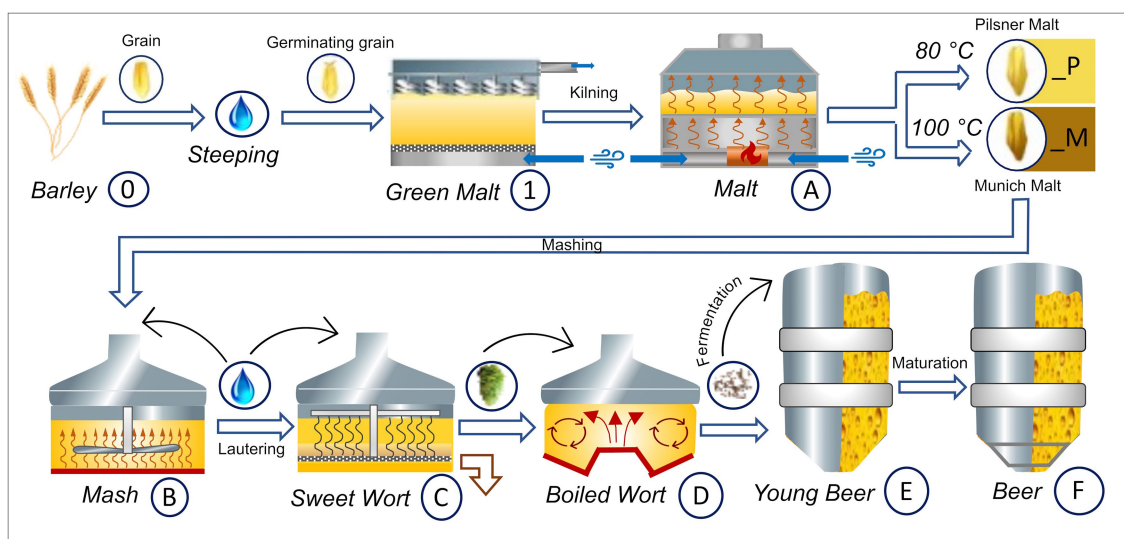 Grain
Germinating grain
Kilning
Steeping
Barley 0
Green Malt 1
Malt A
80 °C
100 °C
Pilsner Malt
_P
_M
Munich Malt
Mashing
Lautering
Fermentation
Maturation
Mash B
Sweet Wort C
Boiled Wort D
Young Beer E
Beer F